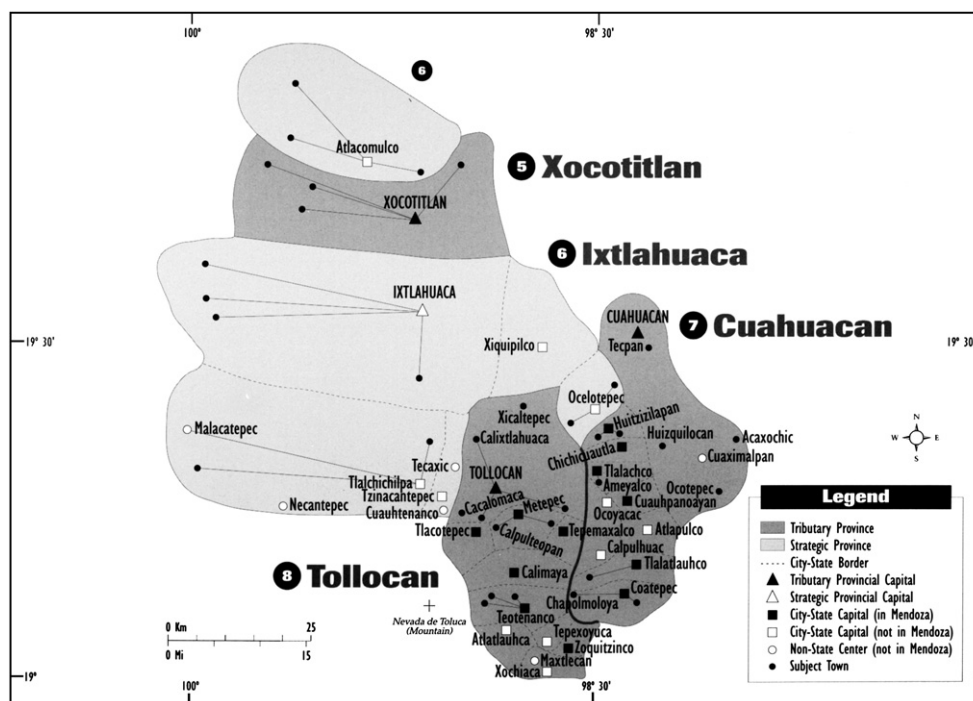 100°
98° 30'
6
Atlacomulco
5 Xocotitlan
XOCOTITLAN
6 Ixtlahuaca
IXTLAHUACA
CUAHUACAN
7 Cuahuacan
19° 30'
Xiquipilco
Tecpan
19 30'
Ocelotepec
Xicaltepec
Huitzizilapan
Malacatepec
Calixtlahuaca
Huizquilocan
Acaxochic
Chichicuautla
Cuaximalpan
N
W E
S
Tecaxic
TOLLOCAN
Tlalachco
Tlalchichilpa
Ameyalco
Ocotepec
Tzinacantepec
Cacalomaca
Metepec
Cuauhpanoayan
Necantepec
Cuauhtenanco
Ocoyacac
Tlacotepec
Calpulteopan
Tepemaxalco
Atlapulco
Calpulhuac
8 Tollocan
Calimaya
Tlalatlauhco
Coatepec
Chapolmoloya
Nevada de Toluca
(Mountain)
Teotenanco
Atlatlauhca
Tepexoyuca
Zoquitzinco
Maxtlecan
Xochiaca
0 Km 25
0 Mi 15
Legend
Tributary Province
Strategic Province
City-State Border
Tributary Provincial Capital
Strategic Provincial Capital
City-State Capital (in Mendoza)
City-State Capital (not in Mendoza)
Non-State Center (not in Mendoza)
Subject Town
19°
19°
100°
98° 30'